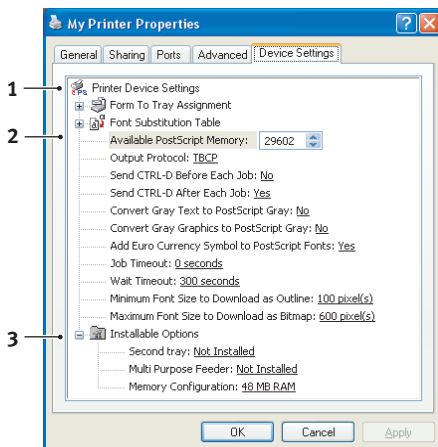 My Printer Properties
General Sharing Ports Advanced Device Settings
1 Printer Device Settings
Form To Tray Assignment
2 Font Substitution Table
Available PostScript Memory: 29602
Output Protocol: TBCP
Send CTRL-D Before Each Job: No
Send CTRL-D After Each Job: Yes
Convert Gray Text to PostScript Gray: No
Convert Gray Graphics to PostScript Gray: No
Add Euro Currency Symbol to PostScript Fonts: Yes
Job Timeout: 0 seconds
Wait Timeout: 300 seconds
Minimum Font Size to Download as Outline: 100 pixel(s)
Maximum Font Size to Download as Bitmap: 600 pixel(s)
3 Installable Options
Second tray: Not Installed
Multi Purpose Feeder: Not Installed
Memory Configuration: 48 MB RAM
OK Cancel Apply